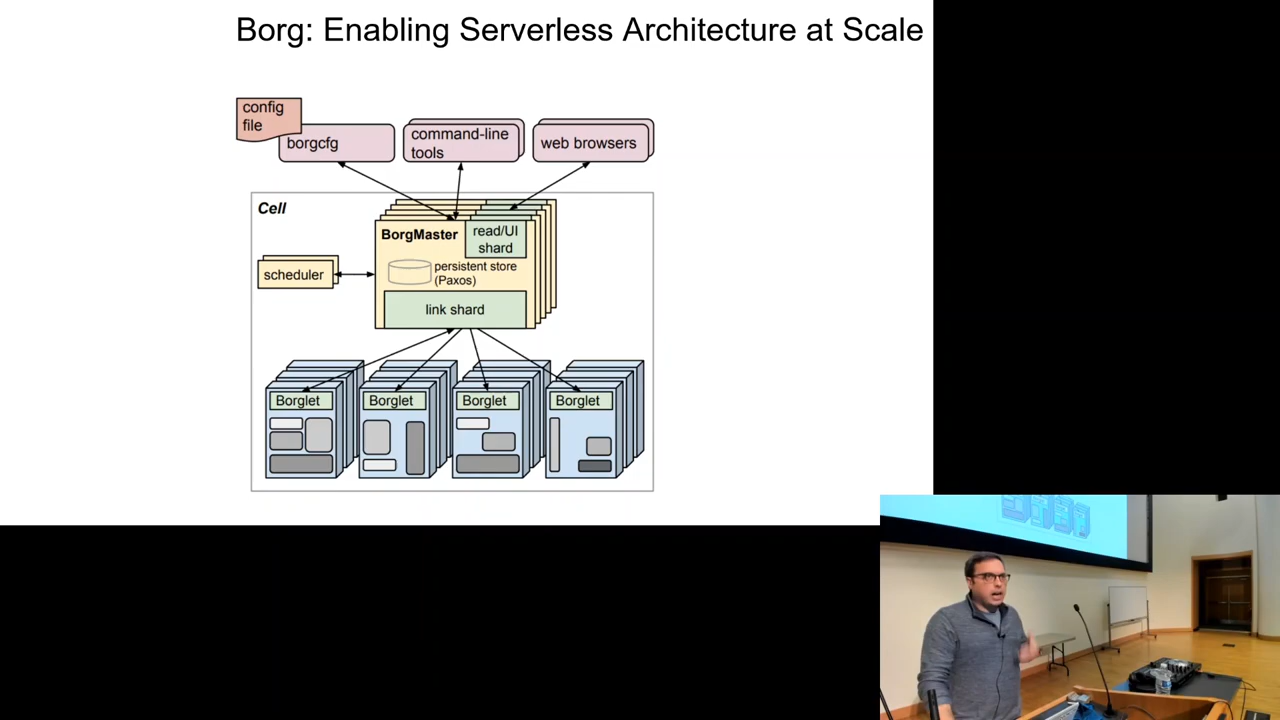 Borg: Enabling Serverless Architecture at Scale
config
file
borgcfg
command-line
tools
web browsers
Cell
BorgMaster
read/UI
shard
scheduler
persistent store
(Paxos)
link shard
Borglet
Borglet
Borglet
Borglet